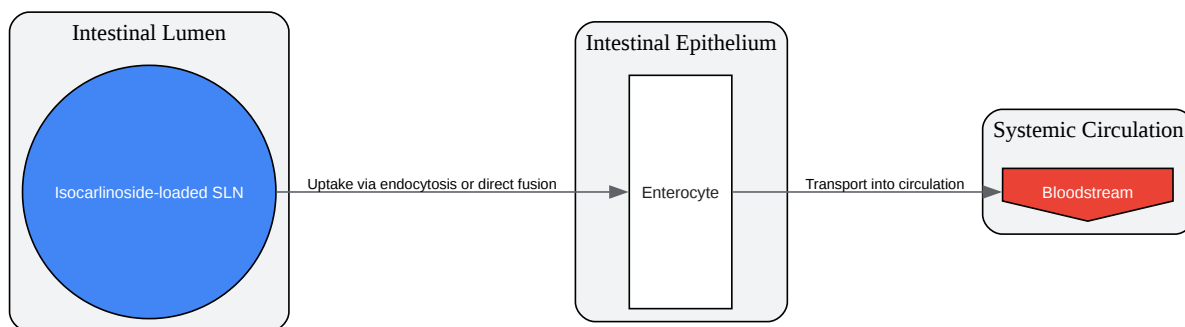 Intestinal Lumen
Isocarlinoside-loaded SLN
Uptake via endocytosis or direct fusion
Intestinal Epithelium
Enterocyte
Transport into circulation
Systemic Circulation
Bloodstream